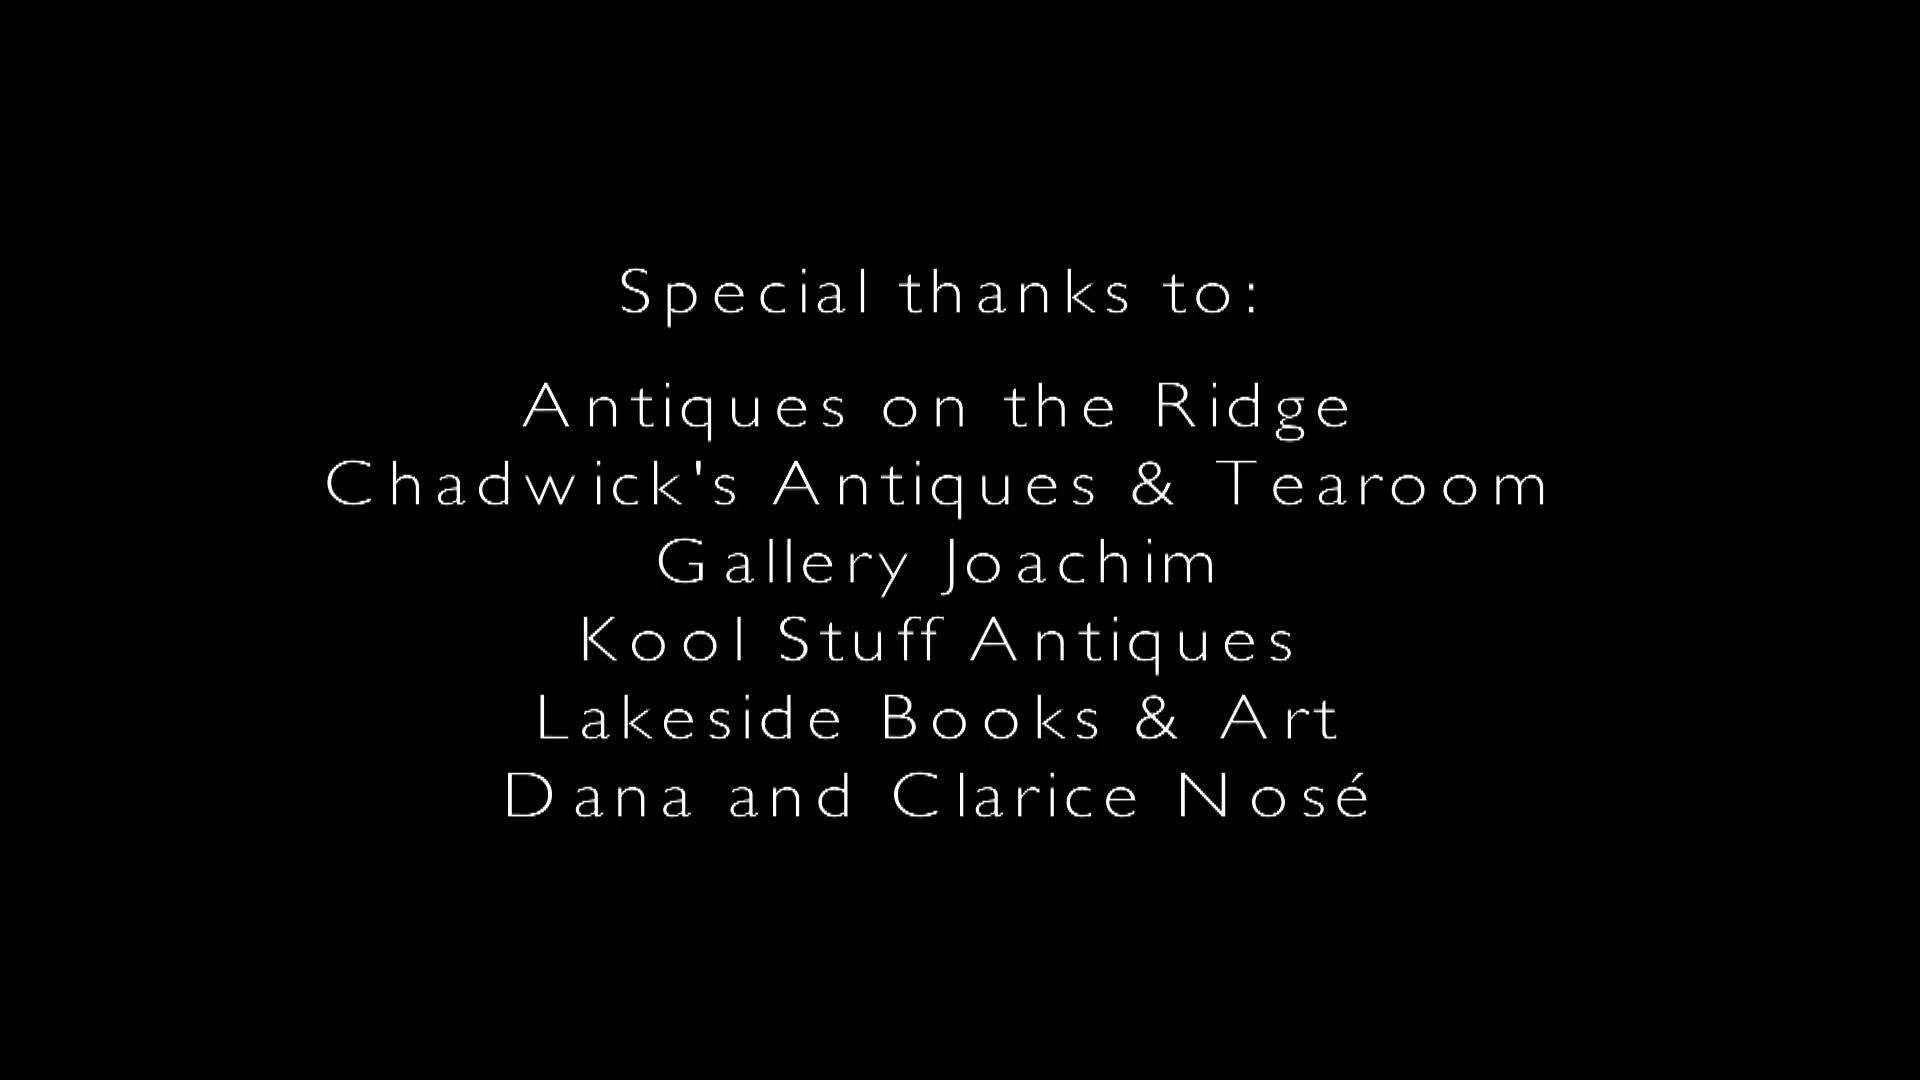 Special thanks to:
Antiques on the Ridge
Chadwick's Antiques & Tearoom
Gallery Joachim
Kool Stuff Antiques
Lakeside Books & Art
Dana and Clarice Nosé